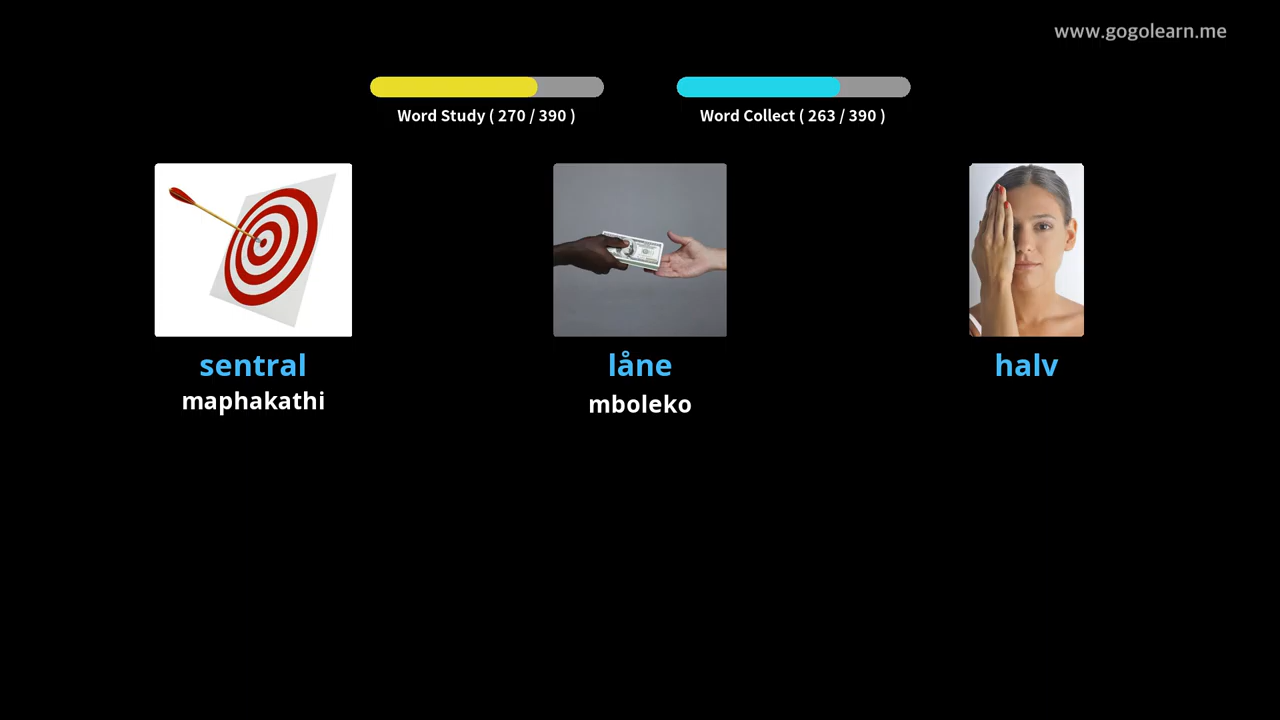 www.gogolearn.me
Word Study ( 270 / 390 )
Word Collect ( 263 / 390 )
sentral
maphakathi
låne
mboleko
halv